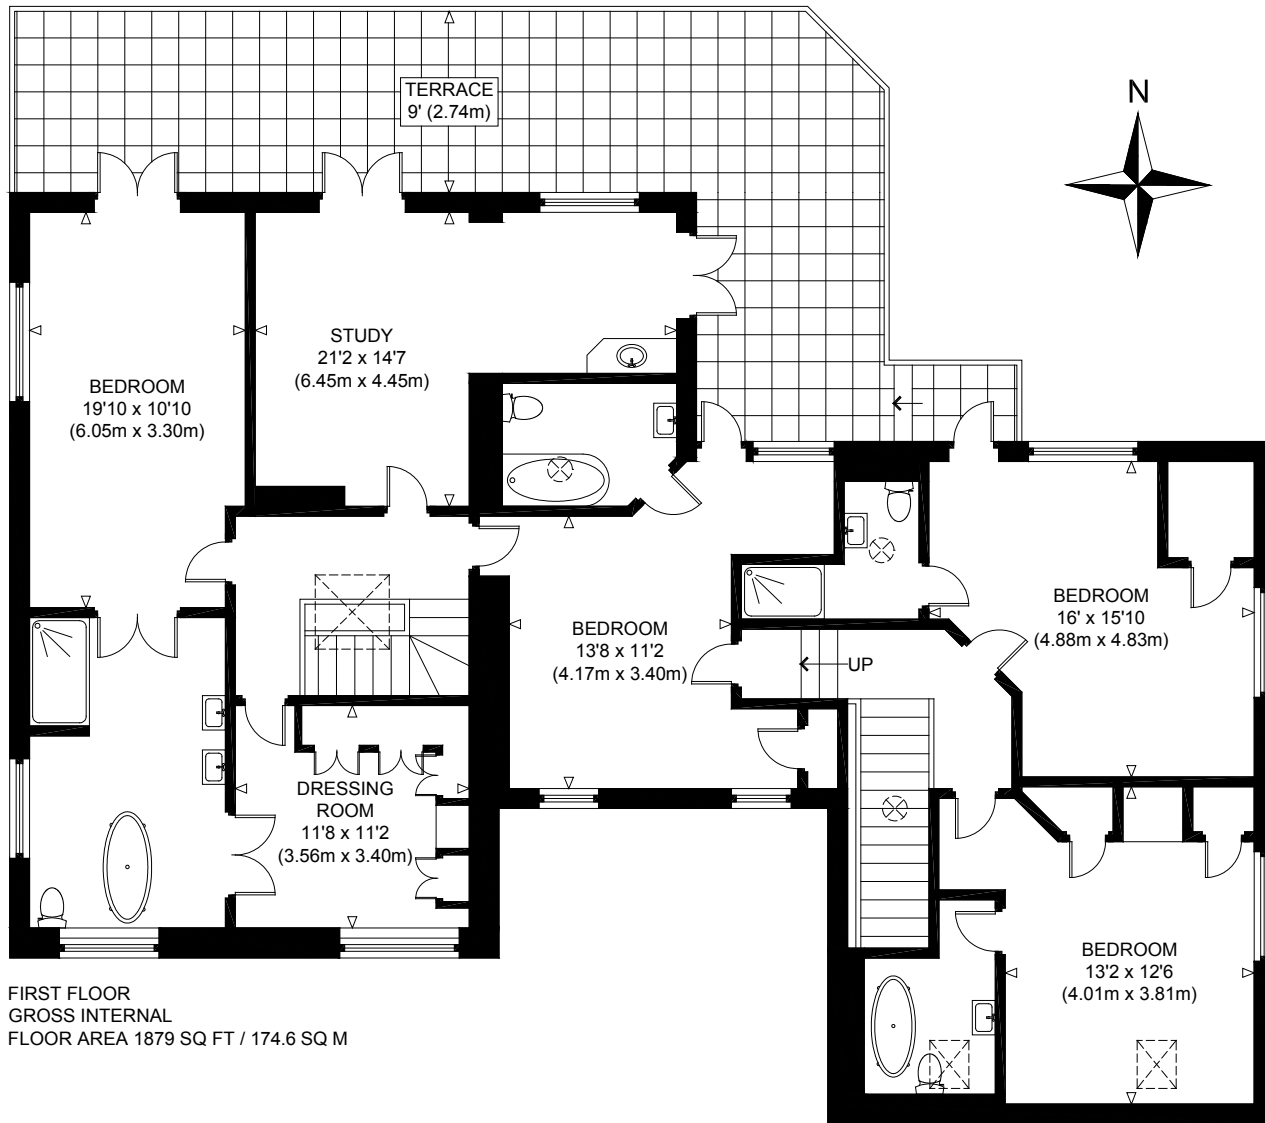 TERRACE
9' (2.74m)
N
STUDY
21'2 x 14'7
(6.45m x 4.45m)
BEDROOM
19'10 x 10'10
(6.05m x 3.30m)
BEDROOM
13'8 x 11'2
(4.17m x 3.40m)
UP
BEDROOM
16' x 15'10
(4.88m x 4.83m)
DRESSING
ROOM
11'8 x 11'2
(3.56m x 3.40m)
BEDROOM
13'2 x 12'6
(4.01m x 3.81m)
FIRST FLOOR
GROSS INTERNAL
FLOOR AREA 1879 SQ FT / 174.6 SQ M